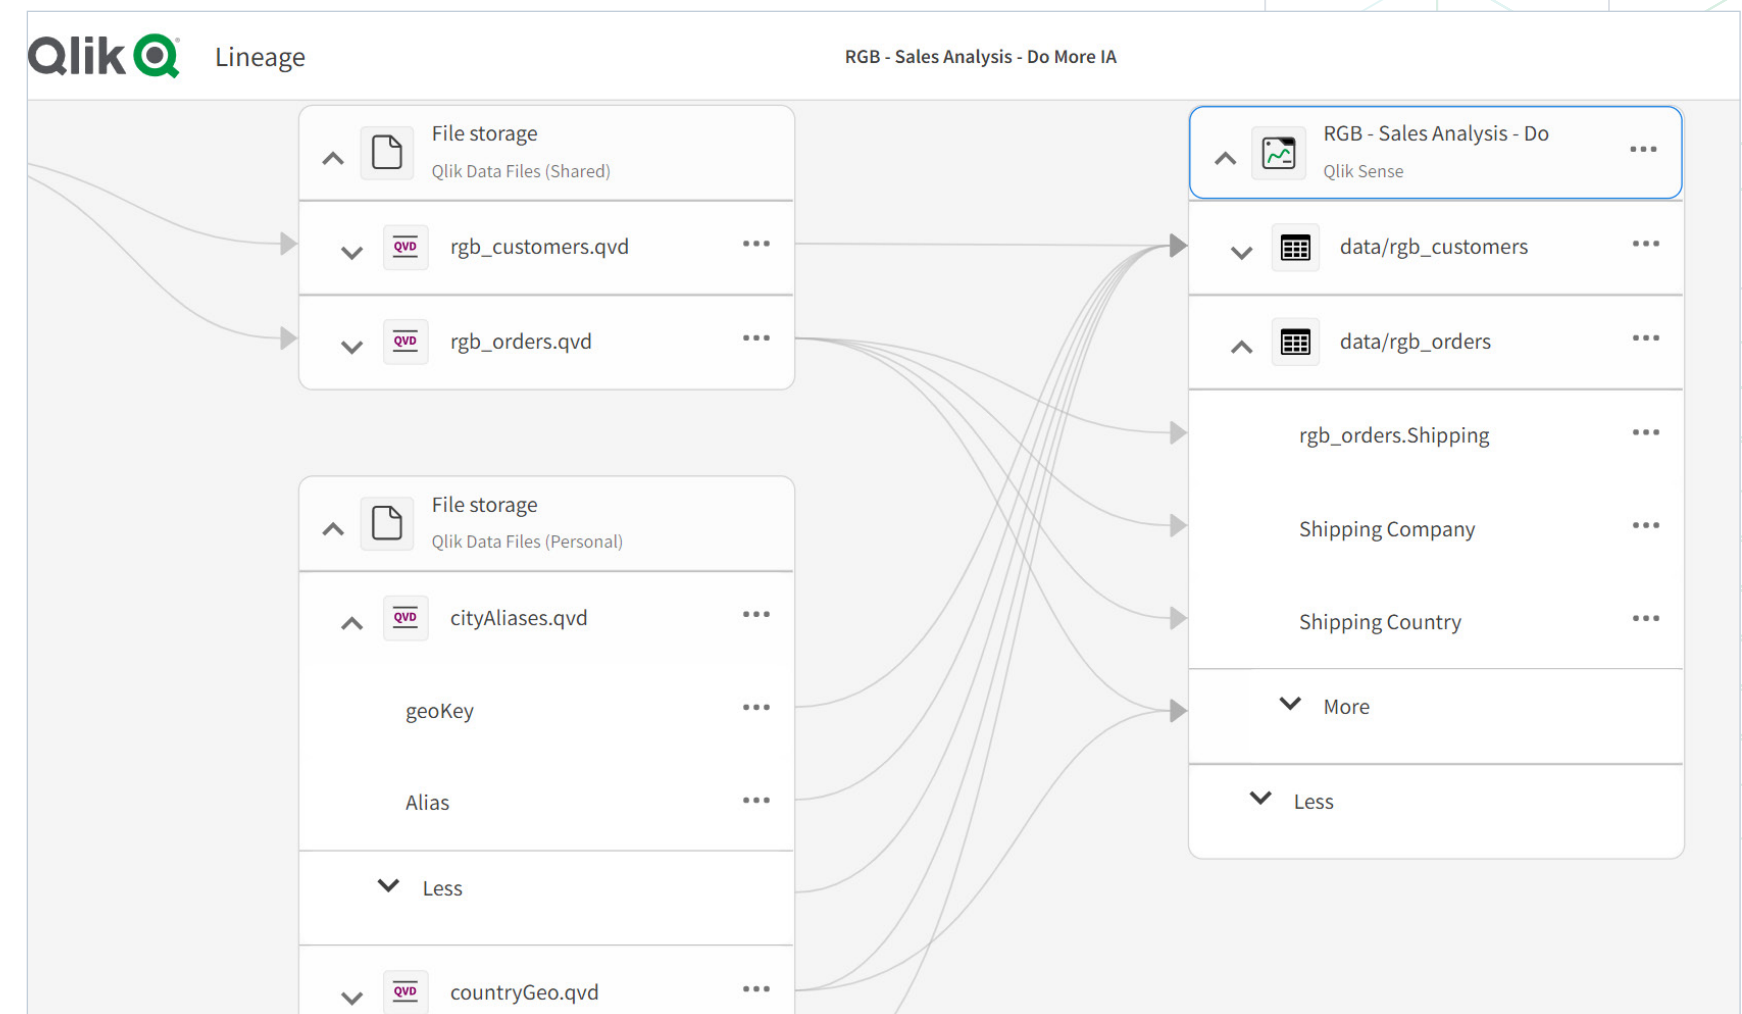 Qlik Lineage RGB - Sales Analysis - Do More IA
File storage
Qlik Data Files (Shared)
QVD rgb_customers.qvd
QVD rgb_orders.qvd
File storage
Qlik Data Files (Personal)
QVD cityAliases.qvd
geoKey
Alias
Less
QVD countryGeo.qvd
RGB - Sales Analysis - Do
Qlik Sense
data/rgb_customers
data/rgb_orders
rgb_orders.Shipping
Shipping Company
Shipping Country
More
Less